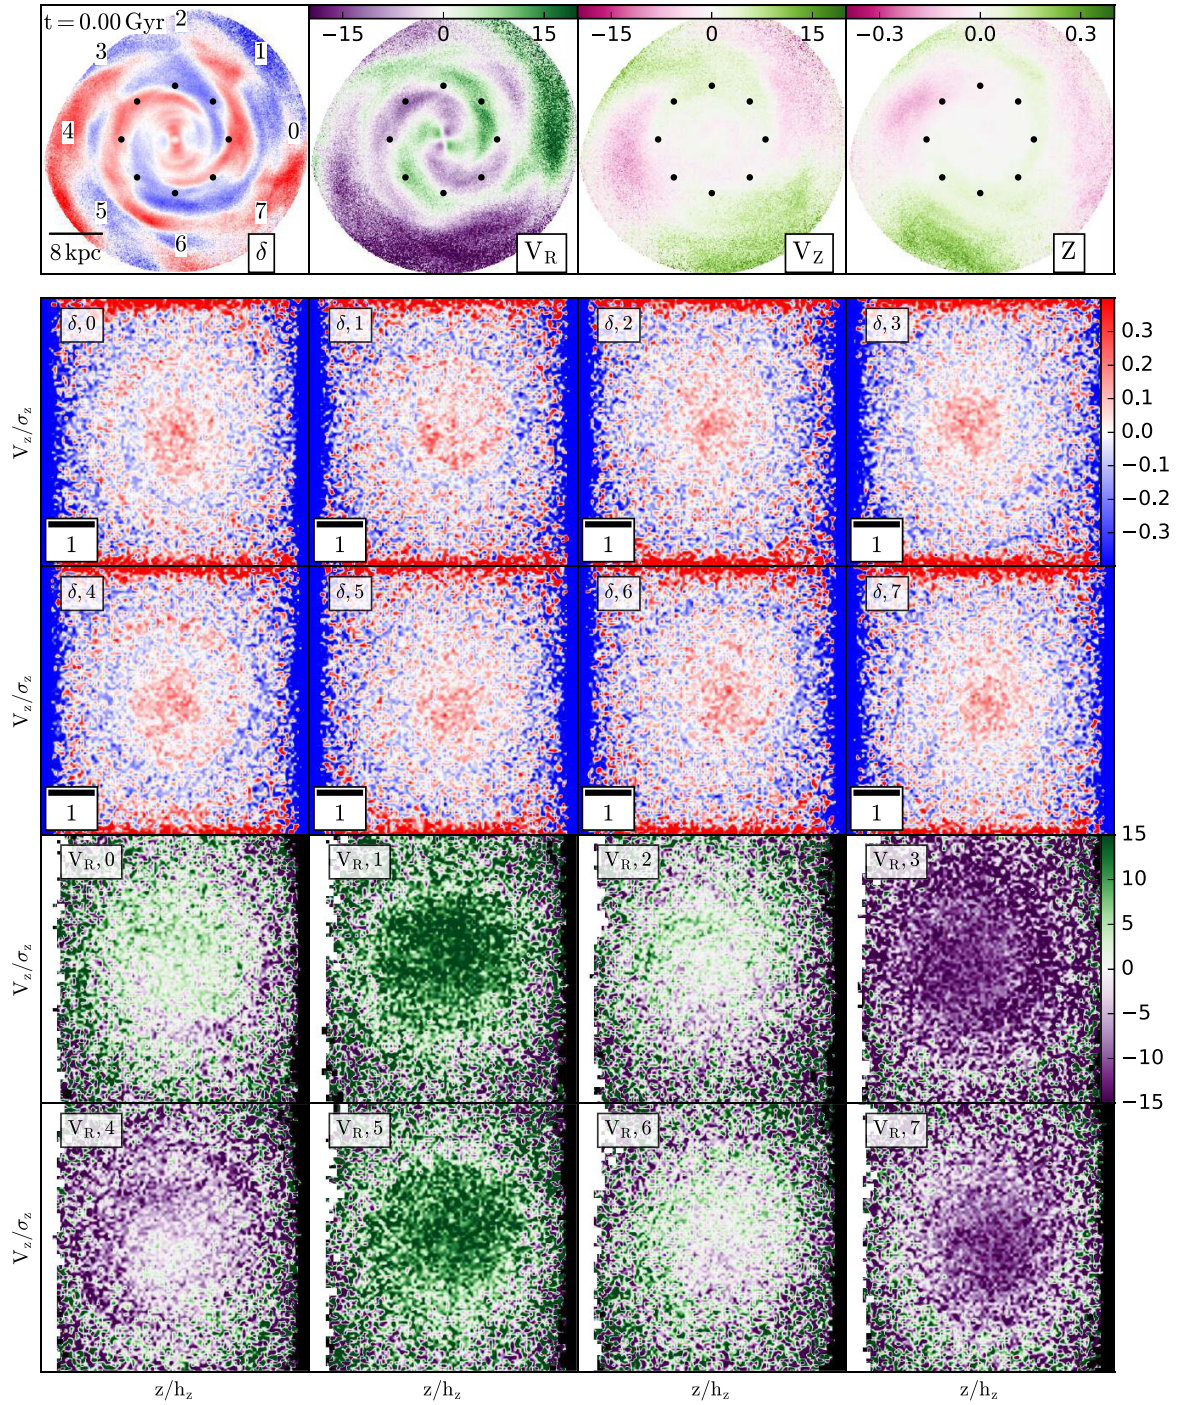 t = 0.00 Gyr
2
3
1
4
0
5
7
6
8 kpc
δ
−15 0 15
V_R
−15 0 15
V_Z
−0.3 0.0 0.3
Z
δ, 0
δ, 1
δ, 2
δ, 3
V_z/σ_z
1
1
1
1
0.3
0.2
0.1
0.0
−0.1
−0.2
−0.3
δ, 4
δ, 5
δ, 6
δ, 7
V_z/σ_z
1
1
1
1
V_R, 0
V_R, 1
V_R, 2
V_R, 3
V_z/σ_z
15
10
5
0
−5
−10
−15
V_R, 4
V_R, 5
V_R, 6
V_R, 7
V_z/σ_z
z/h_z
z/h_z
z/h_z
z/h_z